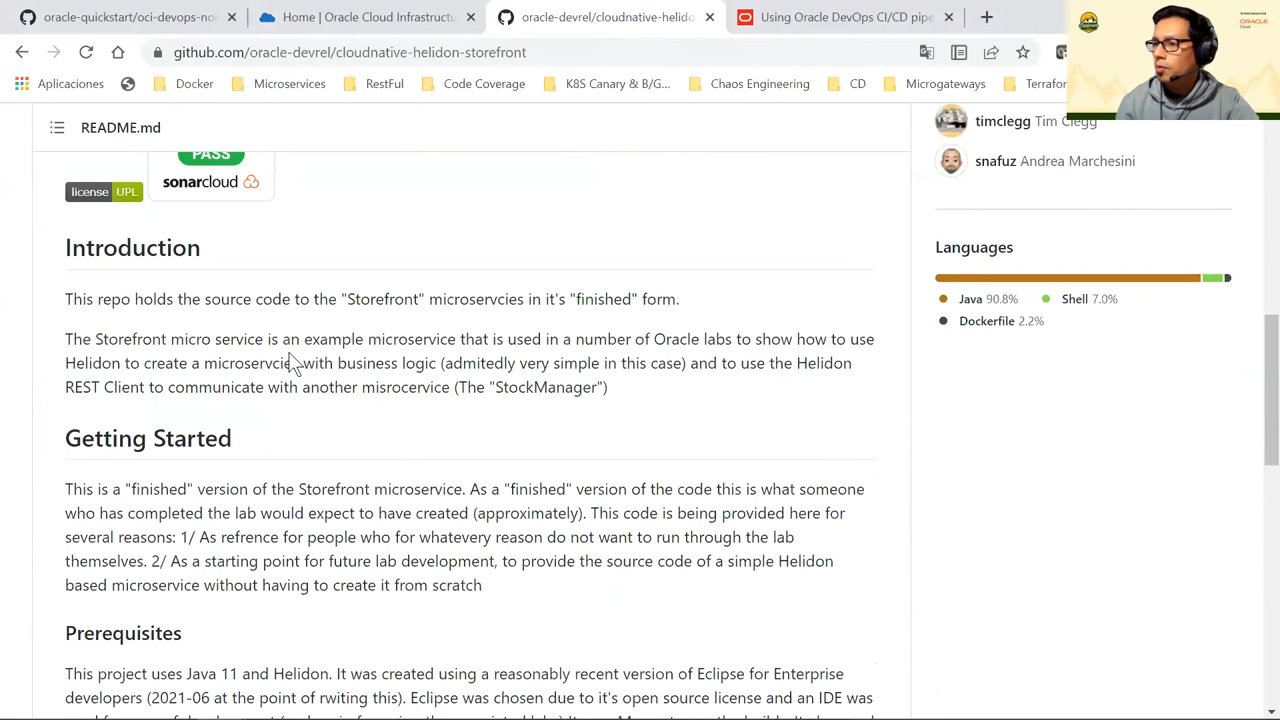 oracle-quickstart/oci-devops-no
Home | Oracle Cloud Infrastructu
oracle-devrel/cloudnative-helido
Using Oracle DevOps CI/CD pipe
github.com/oracle-devrel/cloudnative-helidon-storefront
Aplicaciones
Docker
Microservices
RestFul
Code Coverage
K8S Canary & B/G...
Chaos Engineering
CD
Microgateways
Terrafor
README.md
timclegg Tim Clegg
PASS
snafuz Andrea Marchesini
sonarcloud
license UPL
Introduction
Languages
This repo holds the source code to the "Storefront" microservcies in it's "finished" form.
Java 90.8%
Shell 7.0%
Dockerfile 2.2%
The Storefront micro service is an example microservice that is used in a number of Oracle labs to show how to use
Helidon to create a microservcie with business logic (admitedly very simple in this case) and to use the Helidon
REST Client to communicate with another misrocervice (The "StockManager")
Getting Started
This is a "finished" version of the Storefront microservice. As a "finished" version of the code this is what someone
who has completed the lab would expect to have created (approximately). This code is being provided here for
several reasons: 1/ As refrence for people who for whatevery reason do not want to run through the lab
themselves. 2/ As a starting point for future lab development, to provide the source code of a simple Helidon
based microservice without having to create it from scratch
Prerequisites
This project uses Java 11 and Helidon. It was created using a reasonably recent version of Eclipse for Enterprise
developers (2021-06 at the point of rwiting this). Eclipse was chosen due to it's open source license and an IDE was
ORACLE
Cloud